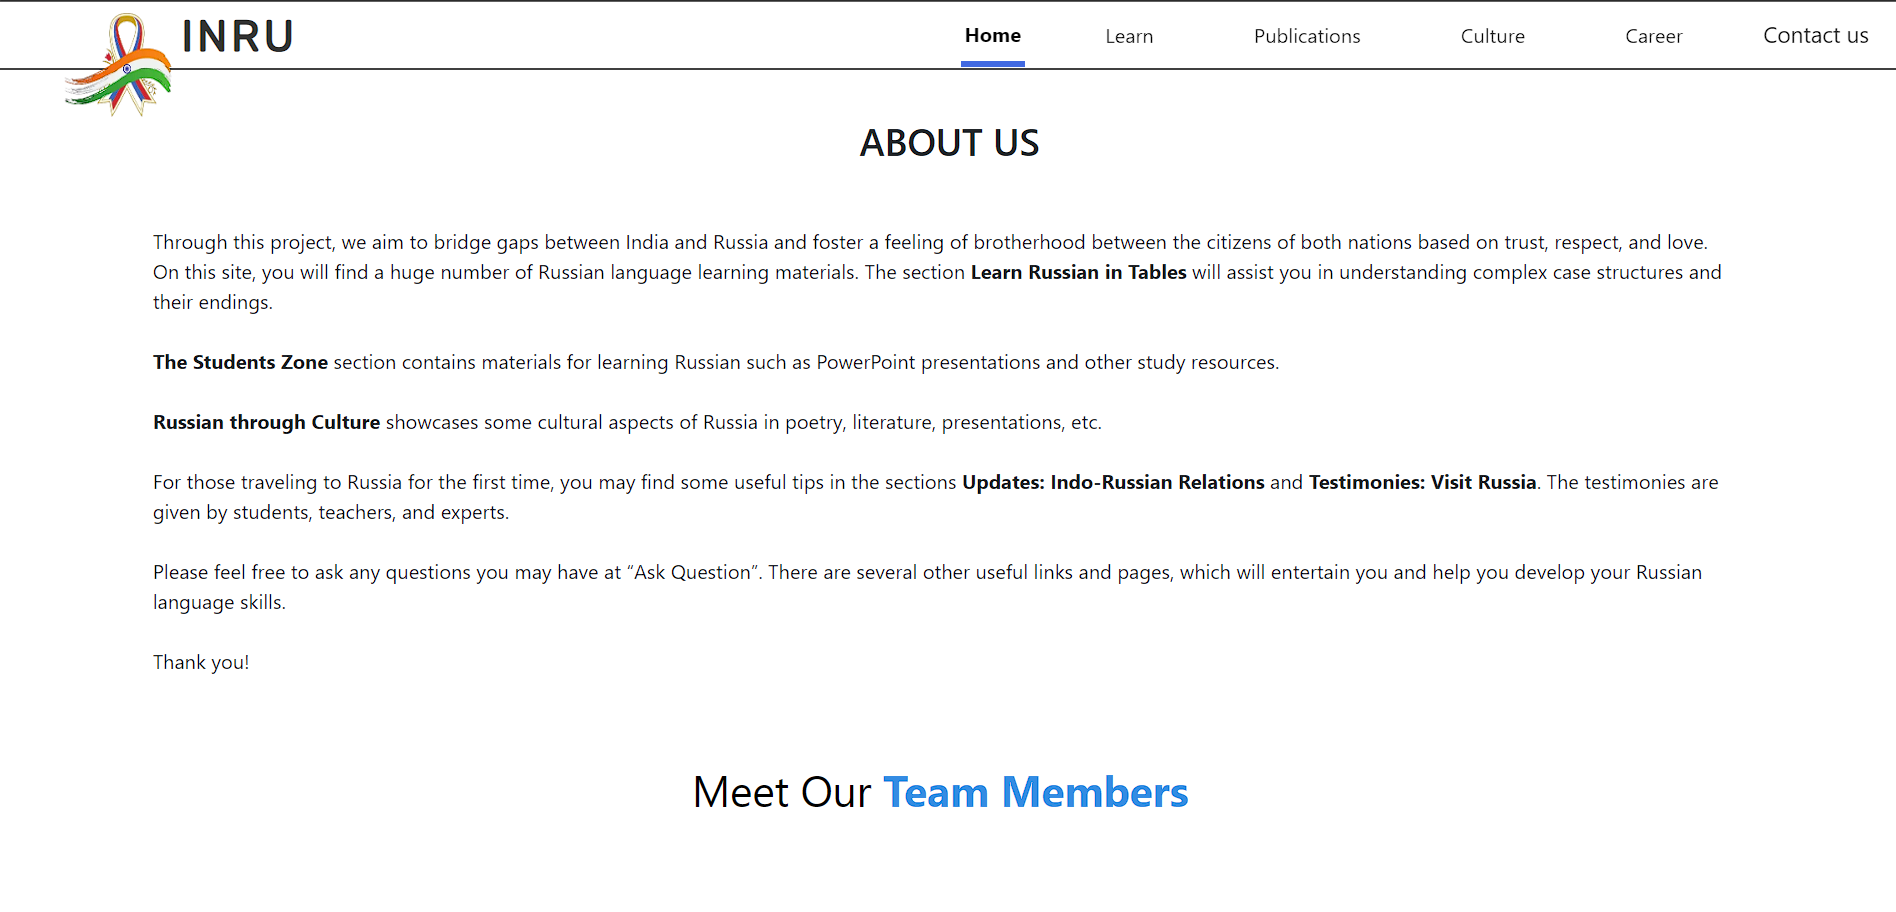 INRU
Home Learn Publications Culture Career Contact us
ABOUT US
Through this project, we aim to bridge gaps between India and Russia and foster a feeling of brotherhood between the citizens of both nations based on trust, respect, and love.
On this site, you will find a huge number of Russian language learning materials. The section Learn Russian in Tables will assist you in understanding complex case structures and
their endings.
The Students Zone section contains materials for learning Russian such as PowerPoint presentations and other study resources.
Russian through Culture showcases some cultural aspects of Russia in poetry, literature, presentations, etc.
For those traveling to Russia for the first time, you may find some useful tips in the sections Updates: Indo-Russian Relations and Testimonies: Visit Russia. The testimonies are
given by students, teachers, and experts.
Please feel free to ask any questions you may have at “Ask Question”. There are several other useful links and pages, which will entertain you and help you develop your Russian
language skills.
Thank you!
Meet Our Team Members